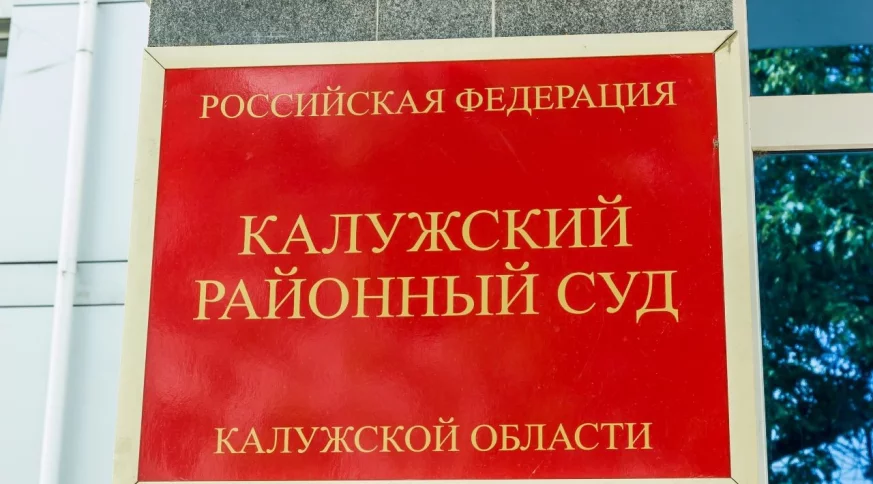 РОССИЙСКАЯ ФЕДЕРАЦИЯ
КАЛУЖСКИЙ
РАЙОННЫЙ СУД
КАЛУЖСКОЙ ОБЛАСТИ